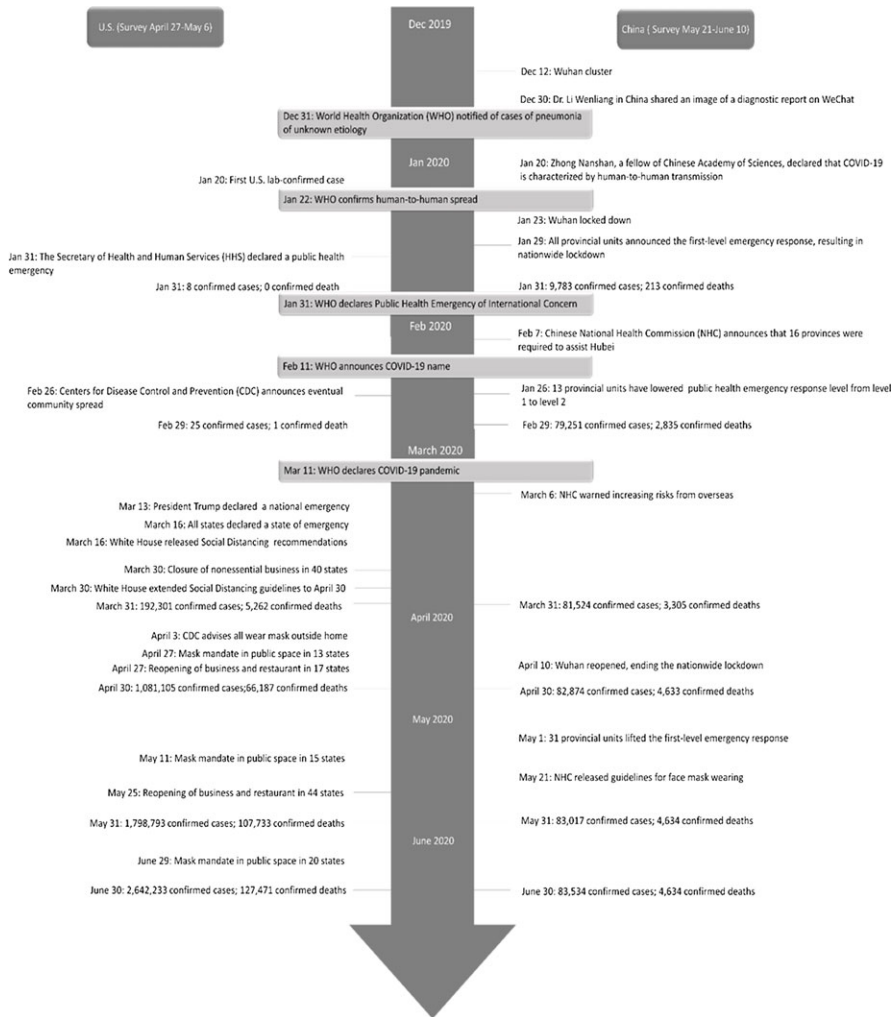 U.S. (Survey April 27-May 6)
Dec 2019
China ( Survey May 21-June 10)
Dec 12: Wuhan cluster
Dec 30: Dr. Li Wenliang in China shared an image of a diagnostic report on WeChat
Dec 31: World Health Organization (WHO) notified of cases of pneumonia
of unknown etiology
Jan 2020
Jan 20: Zhong Nanshan, a fellow of Chinese Academy of Sciences, declared that COVID-19
is characterized by human-to-human transmission
Jan 20: First U.S. lab-confirmed case
Jan 22: WHO confirms human-to-human spread
Jan 23: Wuhan locked down
Jan 29: All provincial units announced the first-level emergency response, resulting in
nationwide lockdown
Jan 31: The Secretary of Health and Human Services (HHS) declared a public health
emergency
Jan 31: 8 confirmed cases; 0 confirmed death
Jan 31: 9,783 confirmed cases; 213 confirmed deaths
Jan 31: WHO declares Public Health Emergency of International Concern
Feb 2020
Feb 7: Chinese National Health Commission (NHC) announces that 16 provinces were
required to assist Hubei
Feb 11: WHO announces COVID-19 name
Feb 26: Centers for Disease Control and Prevention (CDC) announces eventual
community spread
Jan 26: 13 provincial units have lowered public health emergency response level from level
1 to level 2
Feb 29: 25 confirmed cases; 1 confirmed death
Feb 29: 79,251 confirmed cases; 2,835 confirmed deaths
March 2020
Mar 11: WHO declares COVID-19 pandemic
March 6: NHC warned increasing risks from overseas
Mar 13: President Trump declared a national emergency
March 16: All states declared a state of emergency
March 16: White House released Social Distancing recommendations
March 30: Closure of nonessential business in 40 states
March 30: White House extended Social Distancing guidelines to April 30
March 31: 192,301 confirmed cases; 5,262 confirmed deaths
March 31: 81,524 confirmed cases; 3,305 confirmed deaths
April 2020
April 3: CDC advises all wear mask outside home
April 27: Mask mandate in public space in 13 states
April 27: Reopening of business and restaurant in 17 states
April 10: Wuhan reopened, ending the nationwide lockdown
April 30: 1,081,105 confirmed cases;66,187 confirmed deaths
April 30: 82,874 confirmed cases; 4,633 confirmed deaths
May 2020
May 1: 31 provincial units lifted the first-level emergency response
May 11: Mask mandate in public space in 15 states
May 21: NHC released guidelines for face mask wearing
May 25: Reopening of business and restaurant in 44 states
May 31: 1,798,793 confirmed cases; 107,733 confirmed deaths
May 31: 83,017 confirmed cases; 4,634 confirmed deaths
June 2020
June 29: Mask mandate in public space in 20 states
June 30: 2,642,233 confirmed cases; 127,471 confirmed deaths
June 30: 83,534 confirmed cases; 4,634 confirmed deaths